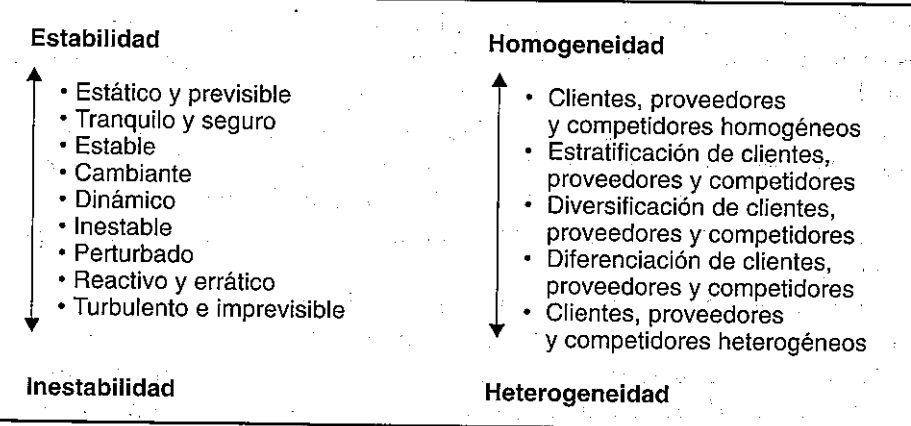 Estabilidad
• Estático y previsible
• Tranquilo y seguro
• Estable
• Cambiante
• Dinámico
• Inestable
• Perturbado
• Reactivo y errático
• Turbulento e imprevisible
Inestabilidad
Homogeneidad
• Clientes, proveedores
y competidores homogéneos
• Estratificación de clientes,
proveedores y competidores
• Diversificación de clientes,
proveedores y competidores
• Diferenciación de clientes,
proveedores y competidores
• Clientes, proveedores
y competidores heterogéneos
Heterogeneidad